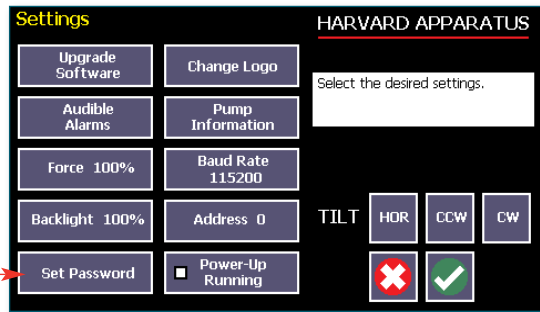 Settings
HARVARD APPARATUS
Upgrade
Software
Change Logo
Select the desired settings.
Audible
Alarms
Pump
Information
Force 100%
Baud Rate
115200
Backlight 100%
Address 0
TILT
HOR
CCW
CW
Set Password
Power-Up
Running